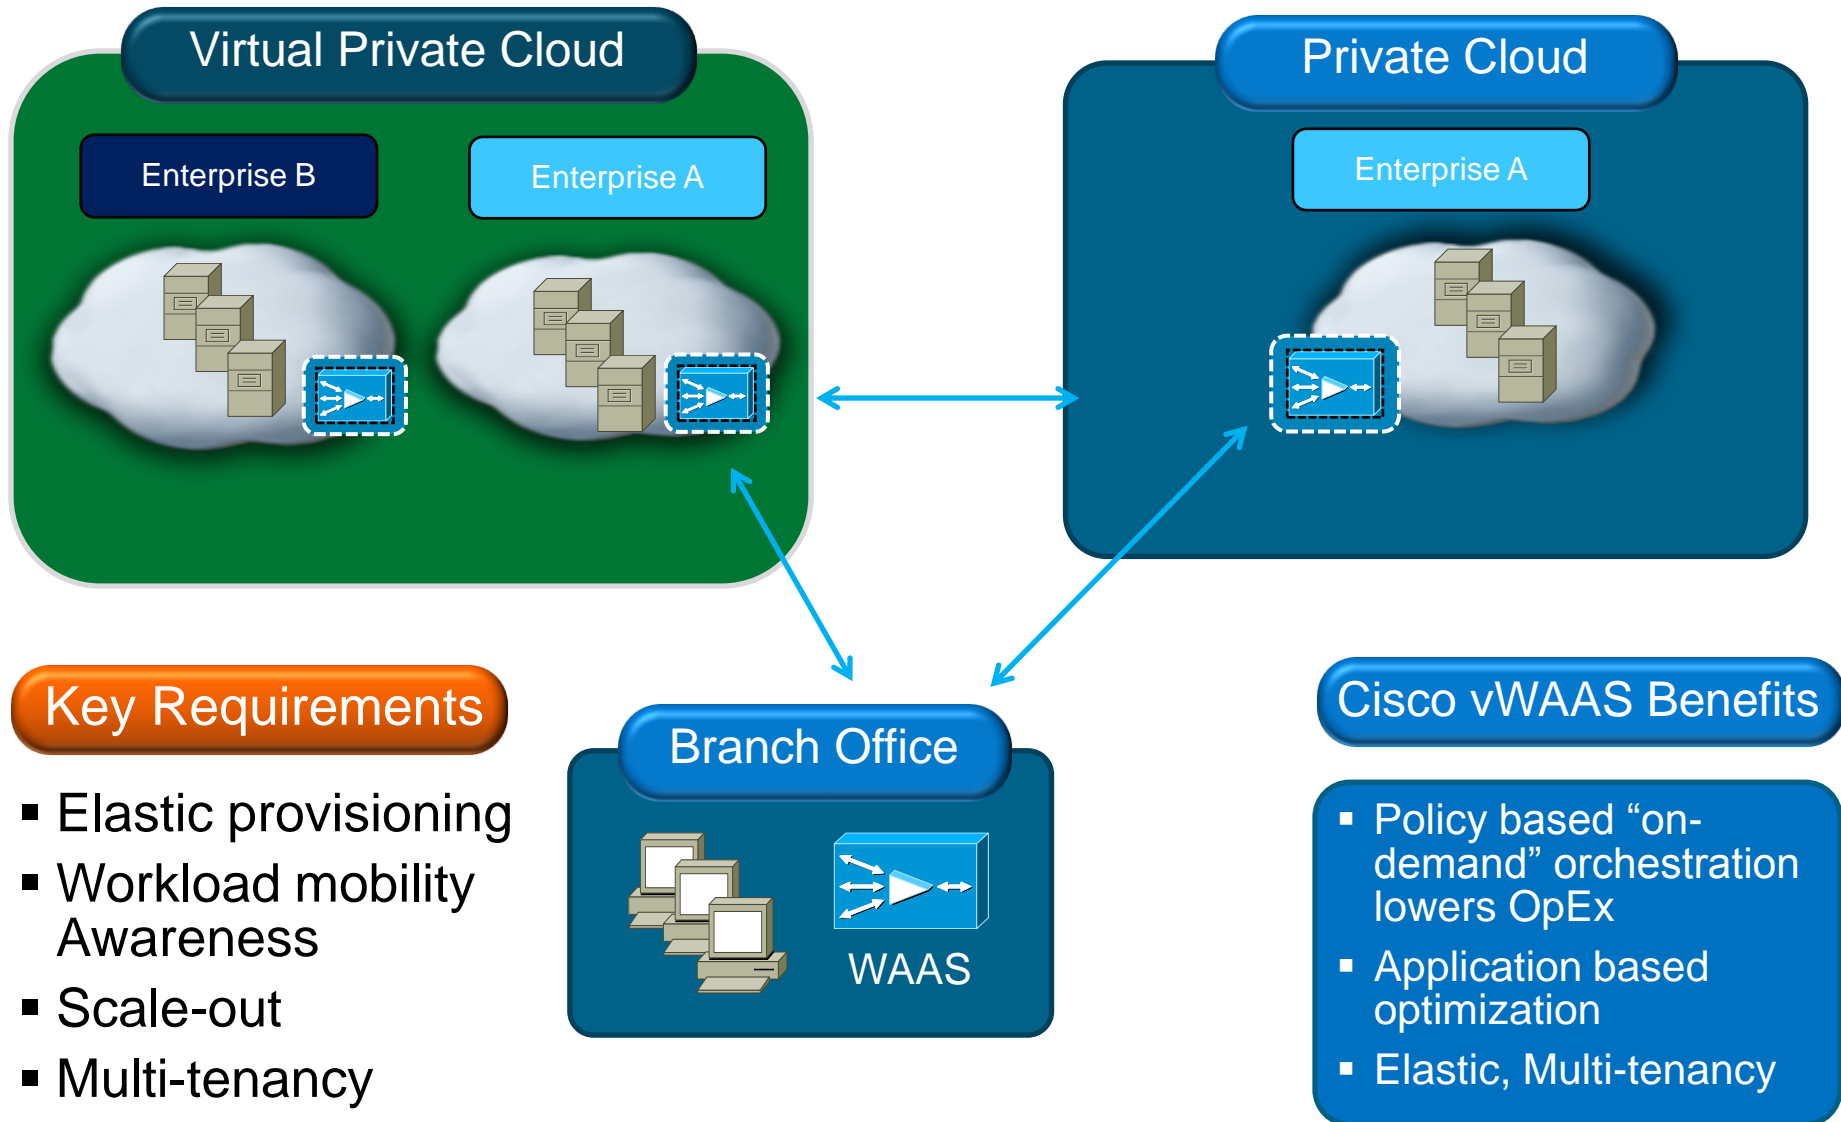 Virtual Private Cloud
Private Cloud
Enterprise B
Enterprise A
Enterprise A
Key Requirements
▪ Elastic provisioning
▪ Workload mobility
Awareness
▪ Scale-out
▪ Multi-tenancy
Branch Office
WAAS
Cisco vWAAS Benefits
▪ Policy based “on-
demand” orchestration
lowers OpEx
▪ Application based
optimization
▪ Elastic, Multi-tenancy